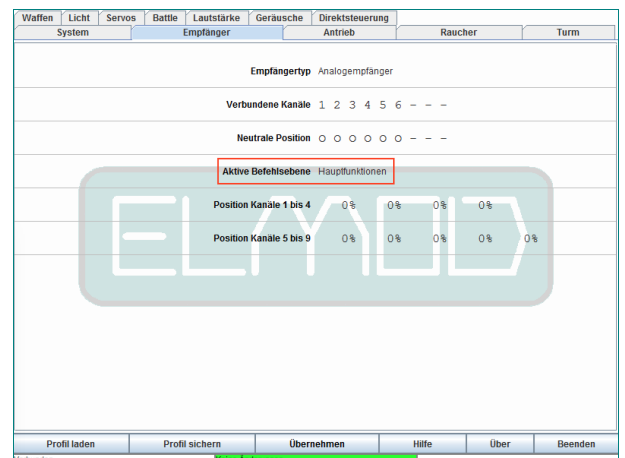 Waffen Licht Servos Battle Lautstärke Geräusche Direktsteuerung
System Empfänger Antrieb Raucher Turm
Empfängertyp Analogempfänger
Verbundene Kanäle 1 2 3 4 5 6 - - -
Neutrale Position O O O O O O - - -
Aktive Befehlsebene Hauptfunktionen
Position Kanäle 1 bis 4 0% 0% 0% 0%
Position Kanäle 5 bis 9 0% 0% 0% 0% 0%
ELMOD
Profil laden Profil sichern Übernehmen Hilfe Über Beenden